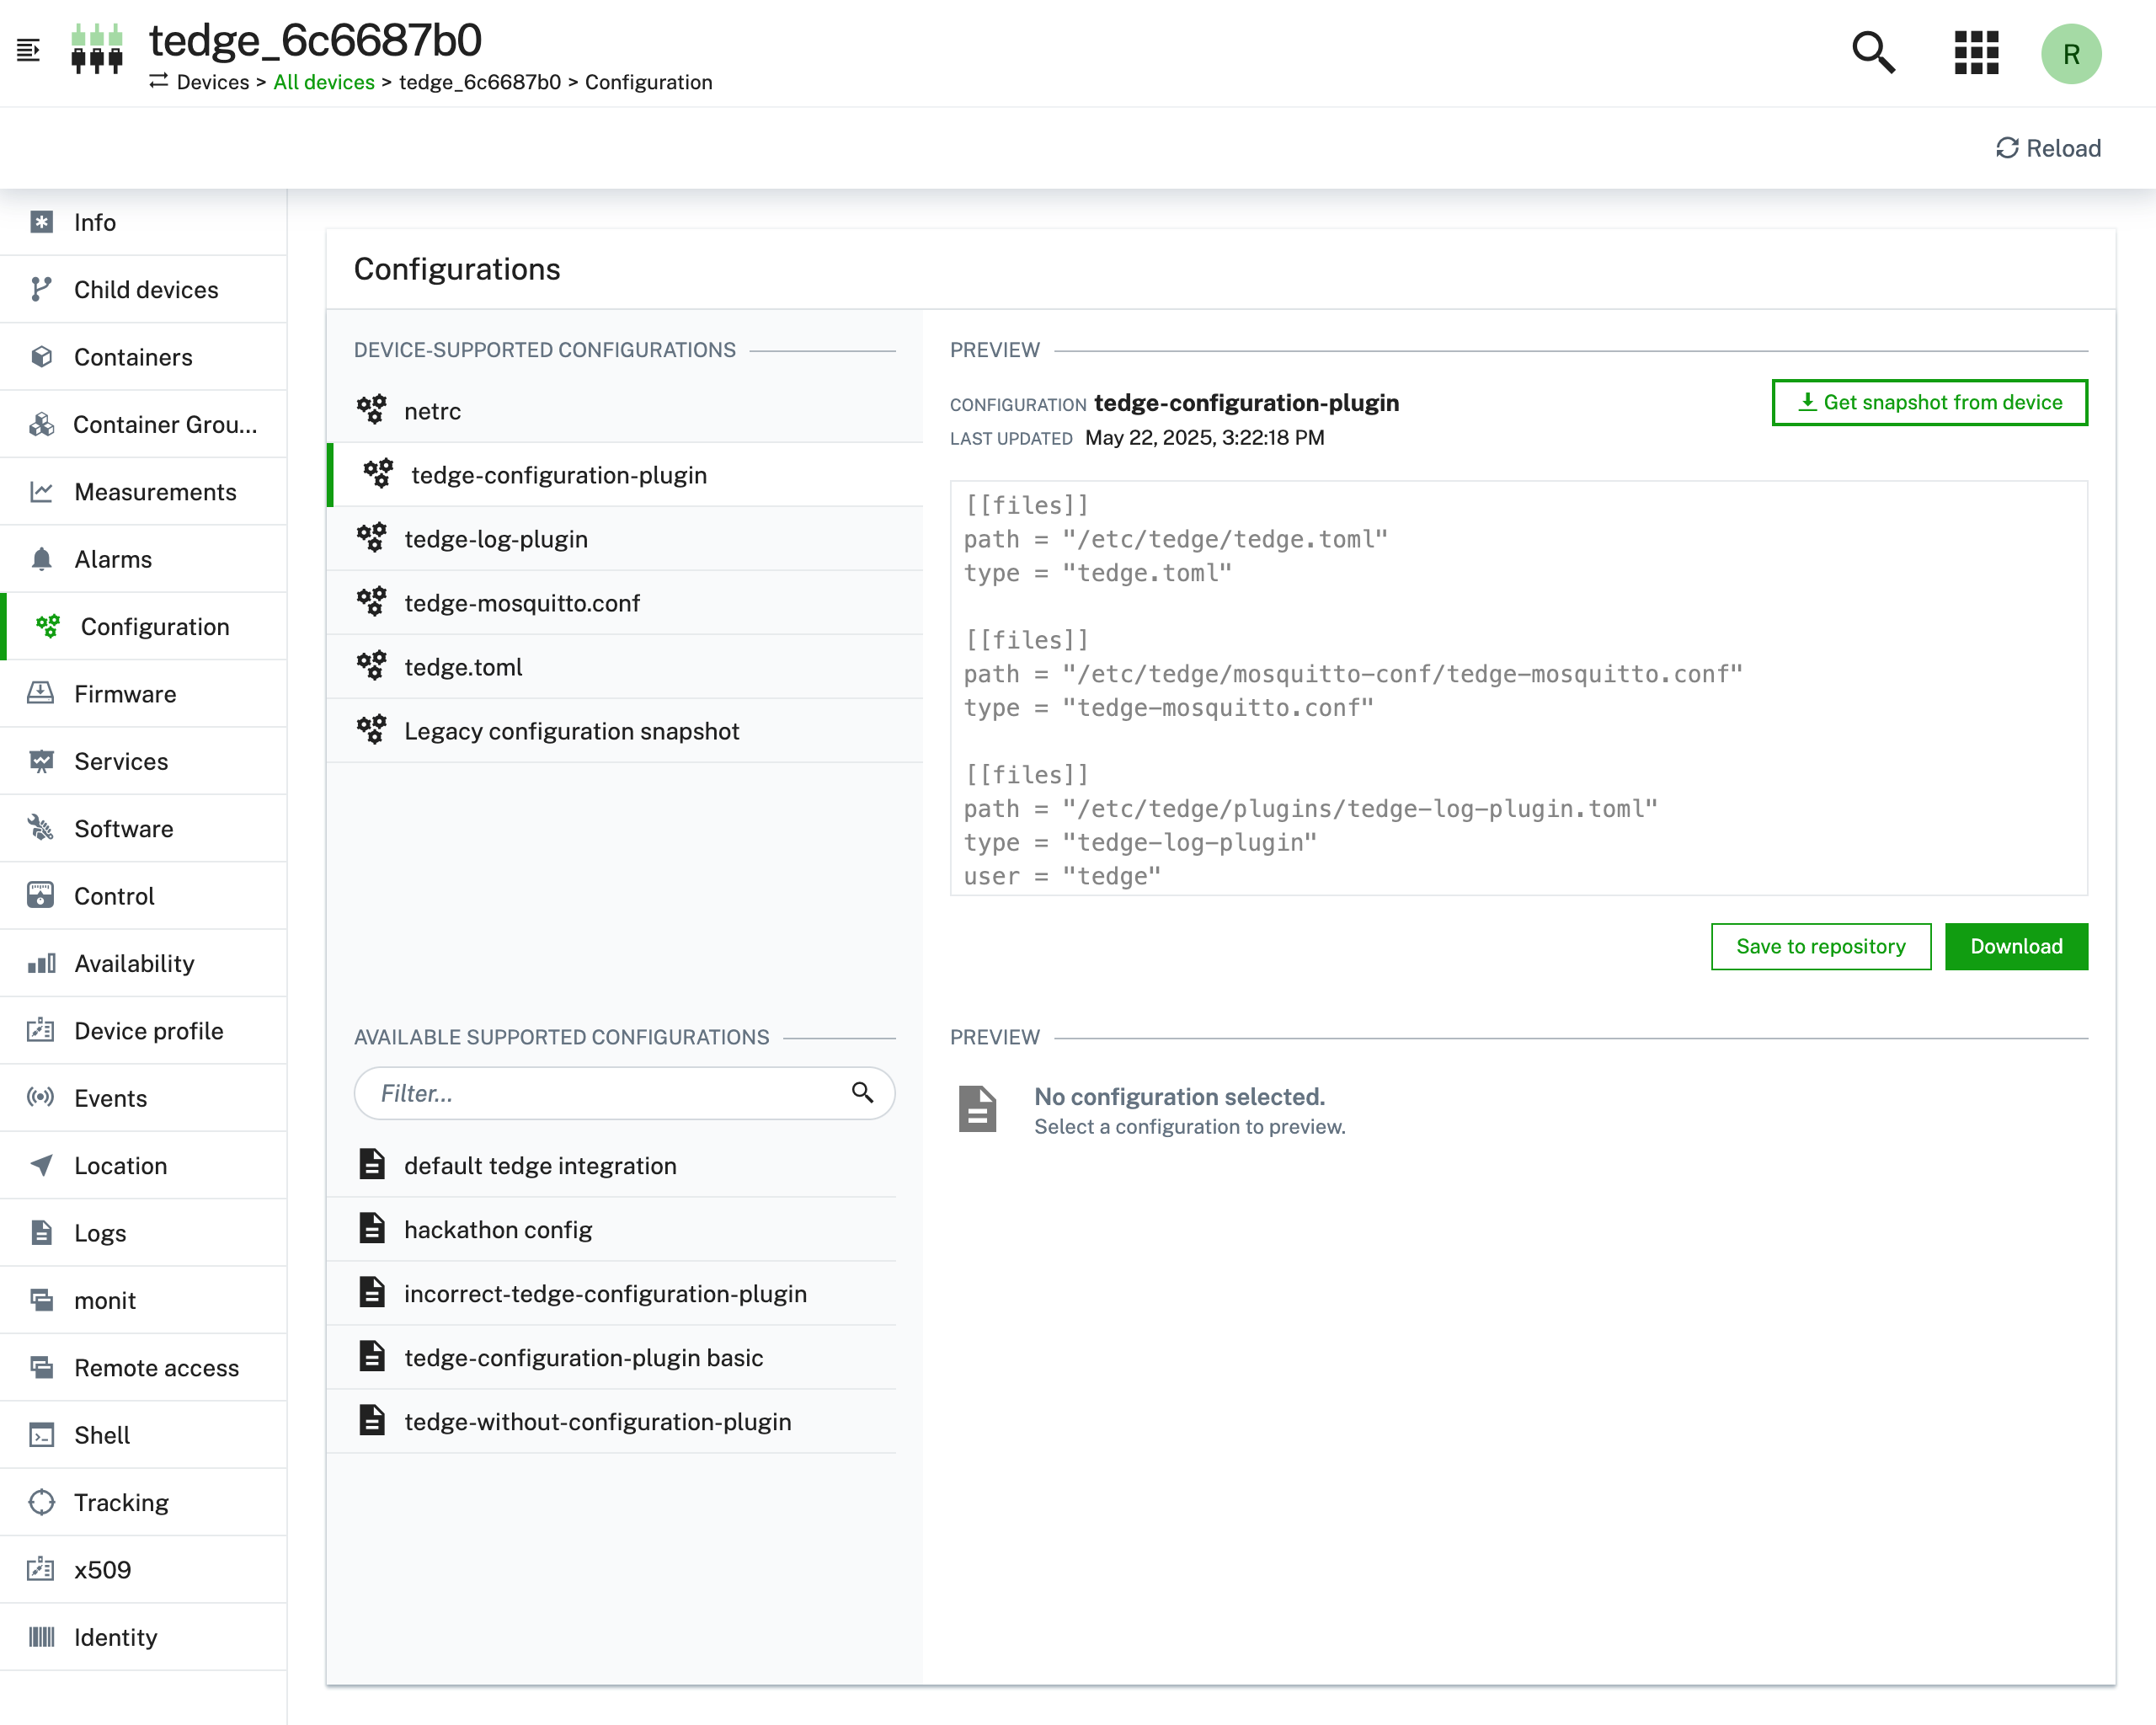 tedge_6c6687b0
Devices > All devices > tedge_6c6687b0 > Configuration
R
Reload
Info
Child devices
Containers
Container Grou...
Measurements
Alarms
Configuration
Firmware
Services
Software
Control
Availability
Device profile
Events
Location
Logs
monit
Remote access
Shell
Tracking
x509
Identity
Configurations
DEVICE-SUPPORTED CONFIGURATIONS
netrc
tedge-configuration-plugin
tedge-log-plugin
tedge-mosquitto.conf
tedge.toml
Legacy configuration snapshot
PREVIEW
CONFIGURATION tedge-configuration-plugin
LAST UPDATED May 22, 2025, 3:22:18 PM
Get snapshot from device
[[files]]
path = "/etc/tedge/tedge.toml"
type = "tedge.toml"
[[files]]
path = "/etc/tedge/mosquitto-conf/tedge-mosquitto.conf"
type = "tedge-mosquitto.conf"
[[files]]
path = "/etc/tedge/plugins/tedge-log-plugin.toml"
type = "tedge-log-plugin"
user = "tedge"
Save to repository
Download
AVAILABLE SUPPORTED CONFIGURATIONS
Filter...
default tedge integration
hackathon config
incorrect-tedge-configuration-plugin
tedge-configuration-plugin basic
tedge-without-configuration-plugin
PREVIEW
No configuration selected.
Select a configuration to preview.